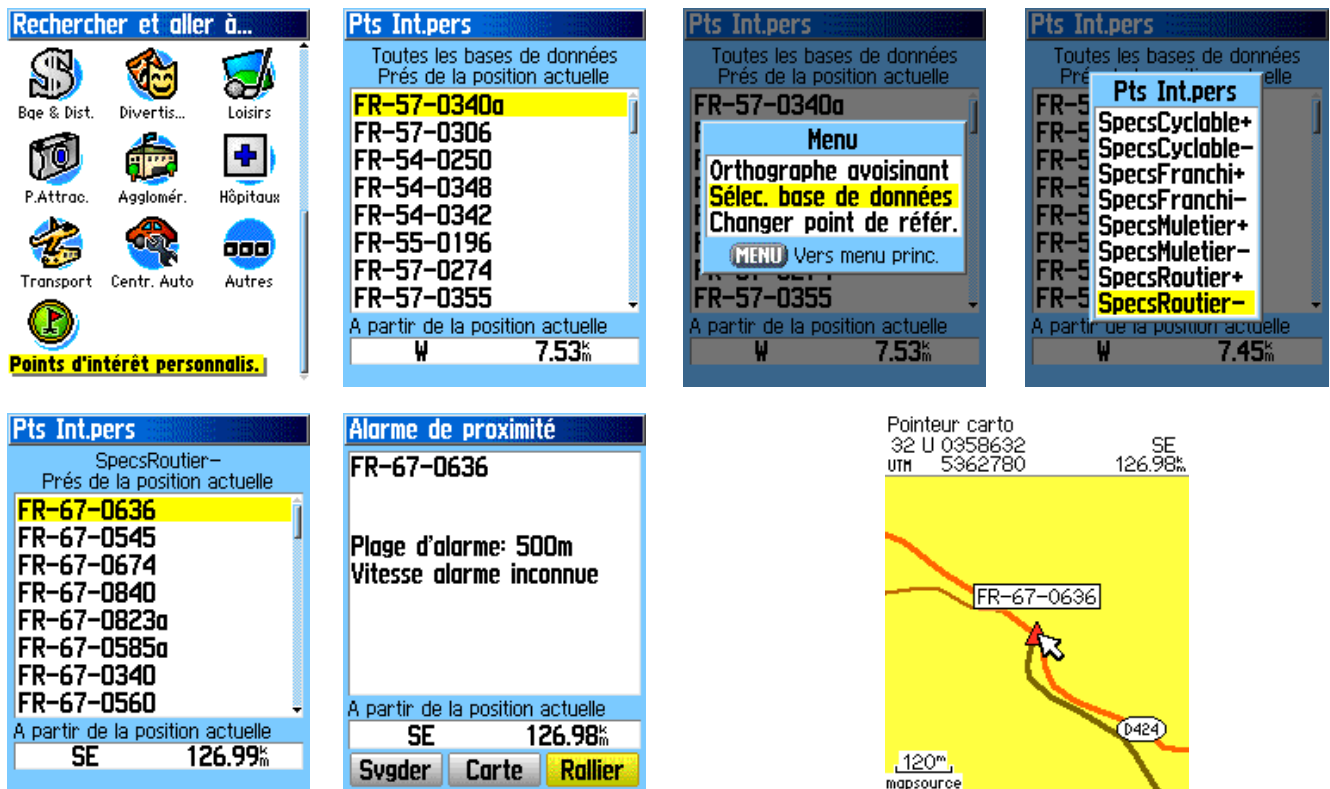 Rechercher et aller à...
Bqe & Dist.
Divertis...
Loisirs
P.Attrac.
Agglomér.
Hôpitaux
Transport
Centr. Auto
Autres
Points d'intérêt personnalis.
Pts Int.pers
Toutes les bases de données
Prés de la position actuelle
FR-57-0340a
FR-57-0306
FR-54-0250
FR-54-0348
FR-54-0342
FR-55-0196
FR-57-0274
FR-57-0355
A partir de la position actuelle
W 7.53km
Pts Int.pers
Toutes les bases de données
Prés de la position actuelle
FR-57-0340a
Menu
Orthographe avoisinant
Sélec. base de données
Changer point de référ.
MENU Vers menu princ.
FR-57-0355
A partir de la position actuelle
W 7.53km
Pts Int.pers
Toutes les bases de données
Pts Int.pers
SpecsCyclable+
SpecsCyclable-
SpecsFranchi+
SpecsFranchi-
SpecsMuletier+
SpecsMuletier-
SpecsRoutier+
SpecsRoutier-
A partir de la position actuelle
W 7.45km
Pts Int.pers
SpecsRoutier-
Prés de la position actuelle
FR-67-0636
FR-67-0545
FR-67-0674
FR-67-0840
FR-67-0823a
FR-67-0585a
FR-67-0340
FR-67-0560
A partir de la position actuelle
SE 126.99km
Alarme de proximité
FR-67-0636
Plage d'alarme: 500m
Vitesse alarme inconnue
A partir de la position actuelle
SE 126.98km
Svgder Carte Rallier
Pointeur carto
32 U 0358632 SE
UTM 5362780 126.98km
FR-67-0636
D424
120m
mapsource